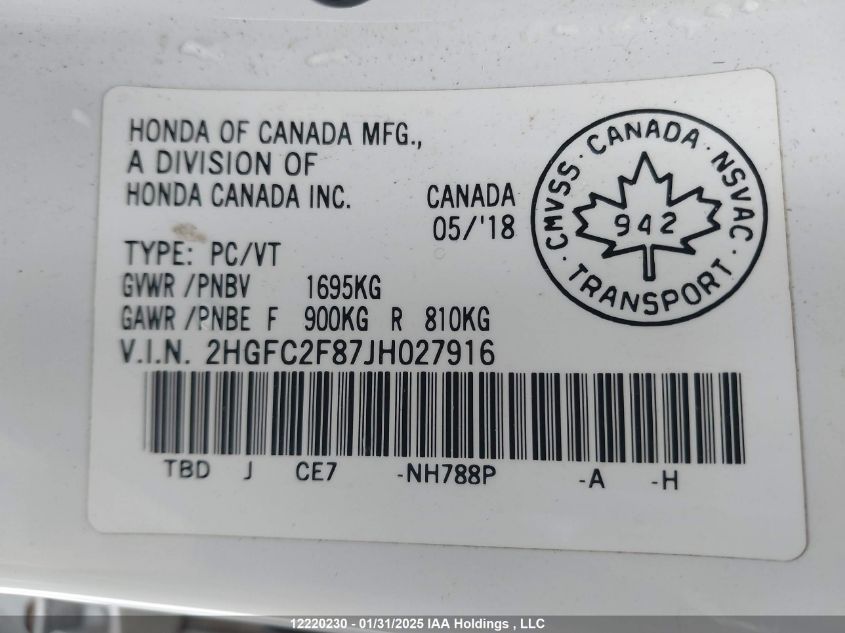 HONDA OF CANADA MFG.,
A DIVISION OF
HONDA CANADA INC.
CANADA
05/'18
CMVSS · CANADA · NSVAC · TRANSPORT ·
942
TYPE: PC/VT
GVWR /PNBV 1695KG
GAWR /PNBE F 900KG R 810KG
V.I.N. 2HGFC2F87JH027916
TBD J CE7 -NH788P -A -H
12220230 - 01/31/2025 IAA Holdings , LLC